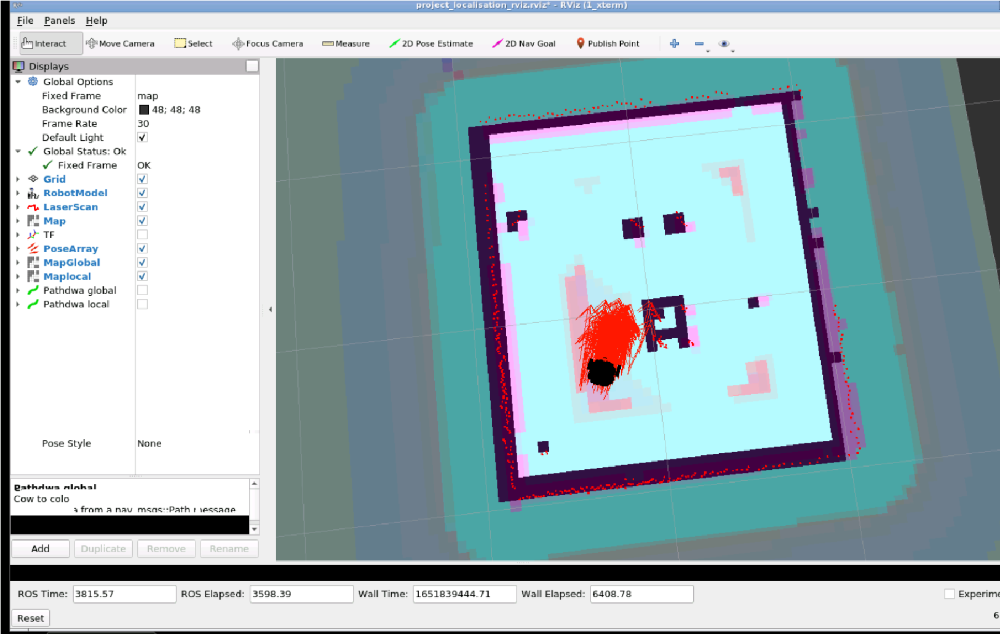 project_localisation_rviz.rviz* - RViz (1_xterm)
File Panels Help
Interact Move Camera Select Focus Camera Measure 2D Pose Estimate 2D Nav Goal Publish Point
Displays
Global Options
Fixed Frame map
Background Color 48; 48; 48
Frame Rate 30
Default Light
Global Status: Ok
Fixed Frame OK
Grid
RobotModel
LaserScan
Map
TF
PoseArray
MapGlobal
Maplocal
Pathdwa global
Pathdwa local
Pose Style None
Pathdwa global
Cow to colo
a from a nav_msgs::Path message
Add Duplicate Remove Rename
ROS Time: 3815.57 ROS Elapsed: 3598.39 Wall Time: 1651839444.71 Wall Elapsed: 6408.78 Experime
Reset 6